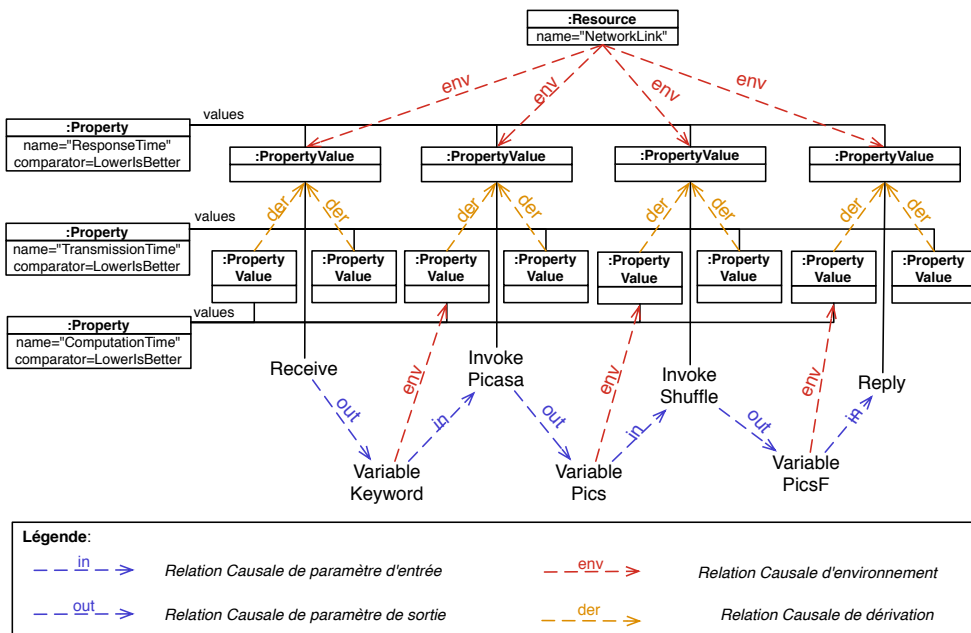 :Resource
name="NetworkLink"
env
env
env
env
values
:Property
name="ResponseTime"
comparator=LowerIsBetter
:PropertyValue
:PropertyValue
:PropertyValue
:PropertyValue
der
der
der
der
der
der
der
der
values
:Property
name="TransmissionTime"
comparator=LowerIsBetter
:Property
Value
:Property
Value
:Property
Value
:Property
Value
:Property
Value
:Property
Value
:Property
Value
:Property
Value
values
:Property
name="ComputationTime"
comparator=LowerIsBetter
Receive
Invoke
Picasa
Invoke
Shuffle
Reply
env
env
env
out
in
out
in
out
in
Variable
Keyword
Variable
Pics
Variable
PicsF
Légende:
in
Relation Causale de paramètre d'entrée
env
Relation Causale d'environnement
out
Relation Causale de paramètre de sortie
der
Relation Causale de dérivation